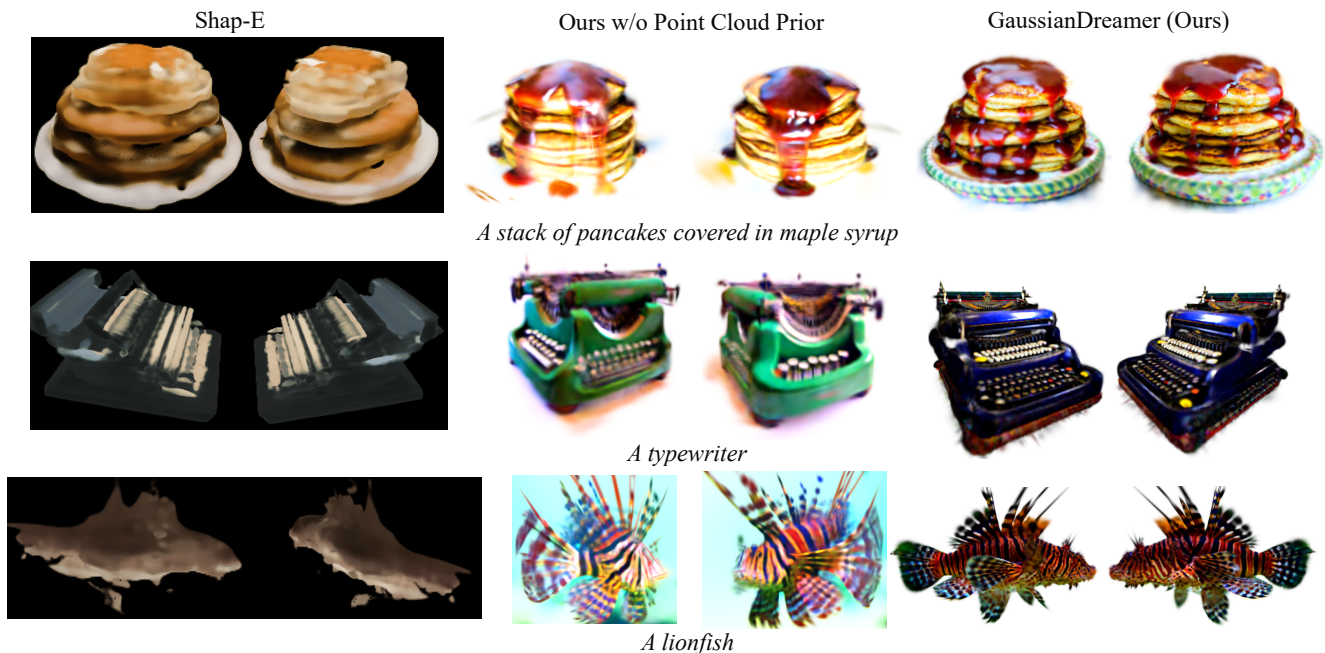 Shap-E
Ours w/o Point Cloud Prior
GaussianDreamer (Ours)
A stack of pancakes covered in maple syrup
A typewriter
A lionfish